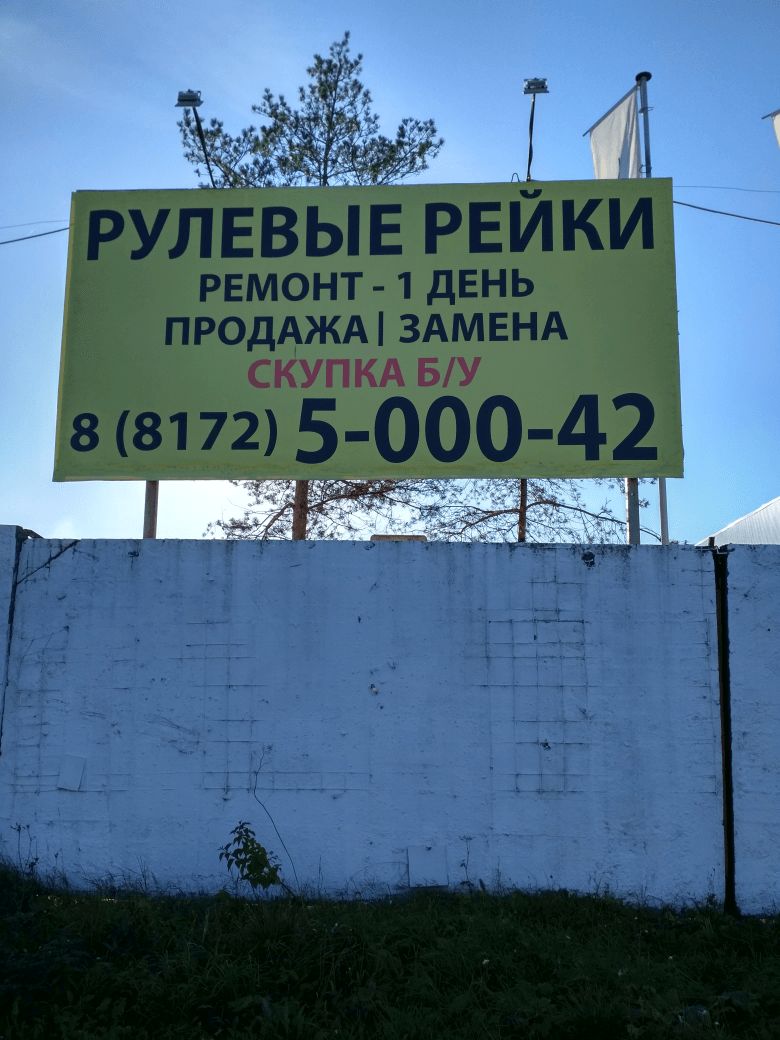 РУЛЕВЫЕ РЕЙКИ
РЕМОНТ - 1 ДЕНЬ
ПРОДАЖА | ЗАМЕНА
СКУПКА Б/У
8 (8172) 5-000-42